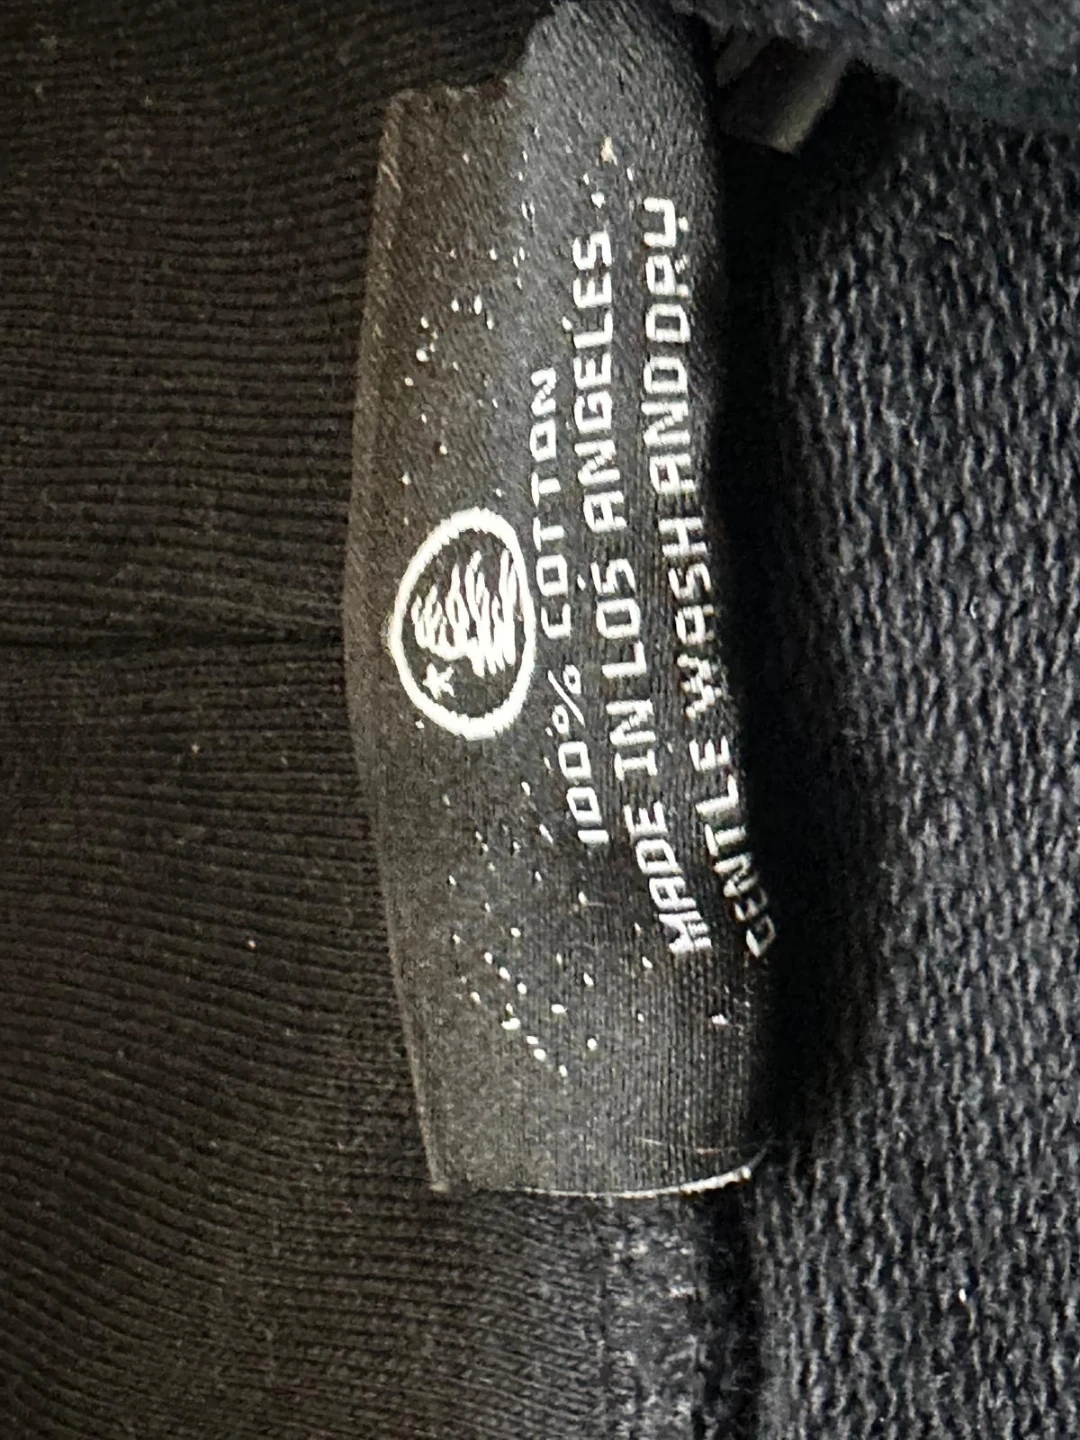 100% COTTON
MADE IN LOS ANGELES
GENTLE WASH AND DRY